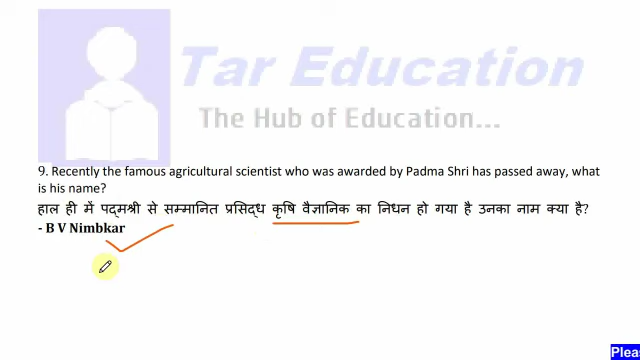 Tar Education
The Hub of Education...
9. Recently the famous agricultural scientist who was awarded by Padma Shri has passed away, what
is his name?
हाल ही में पद्मश्री से सम्मानित प्रसिद्ध कृषि वैज्ञानिक का निधन हो गया है उनका नाम क्या है?
- B V Nimbkar
Plea